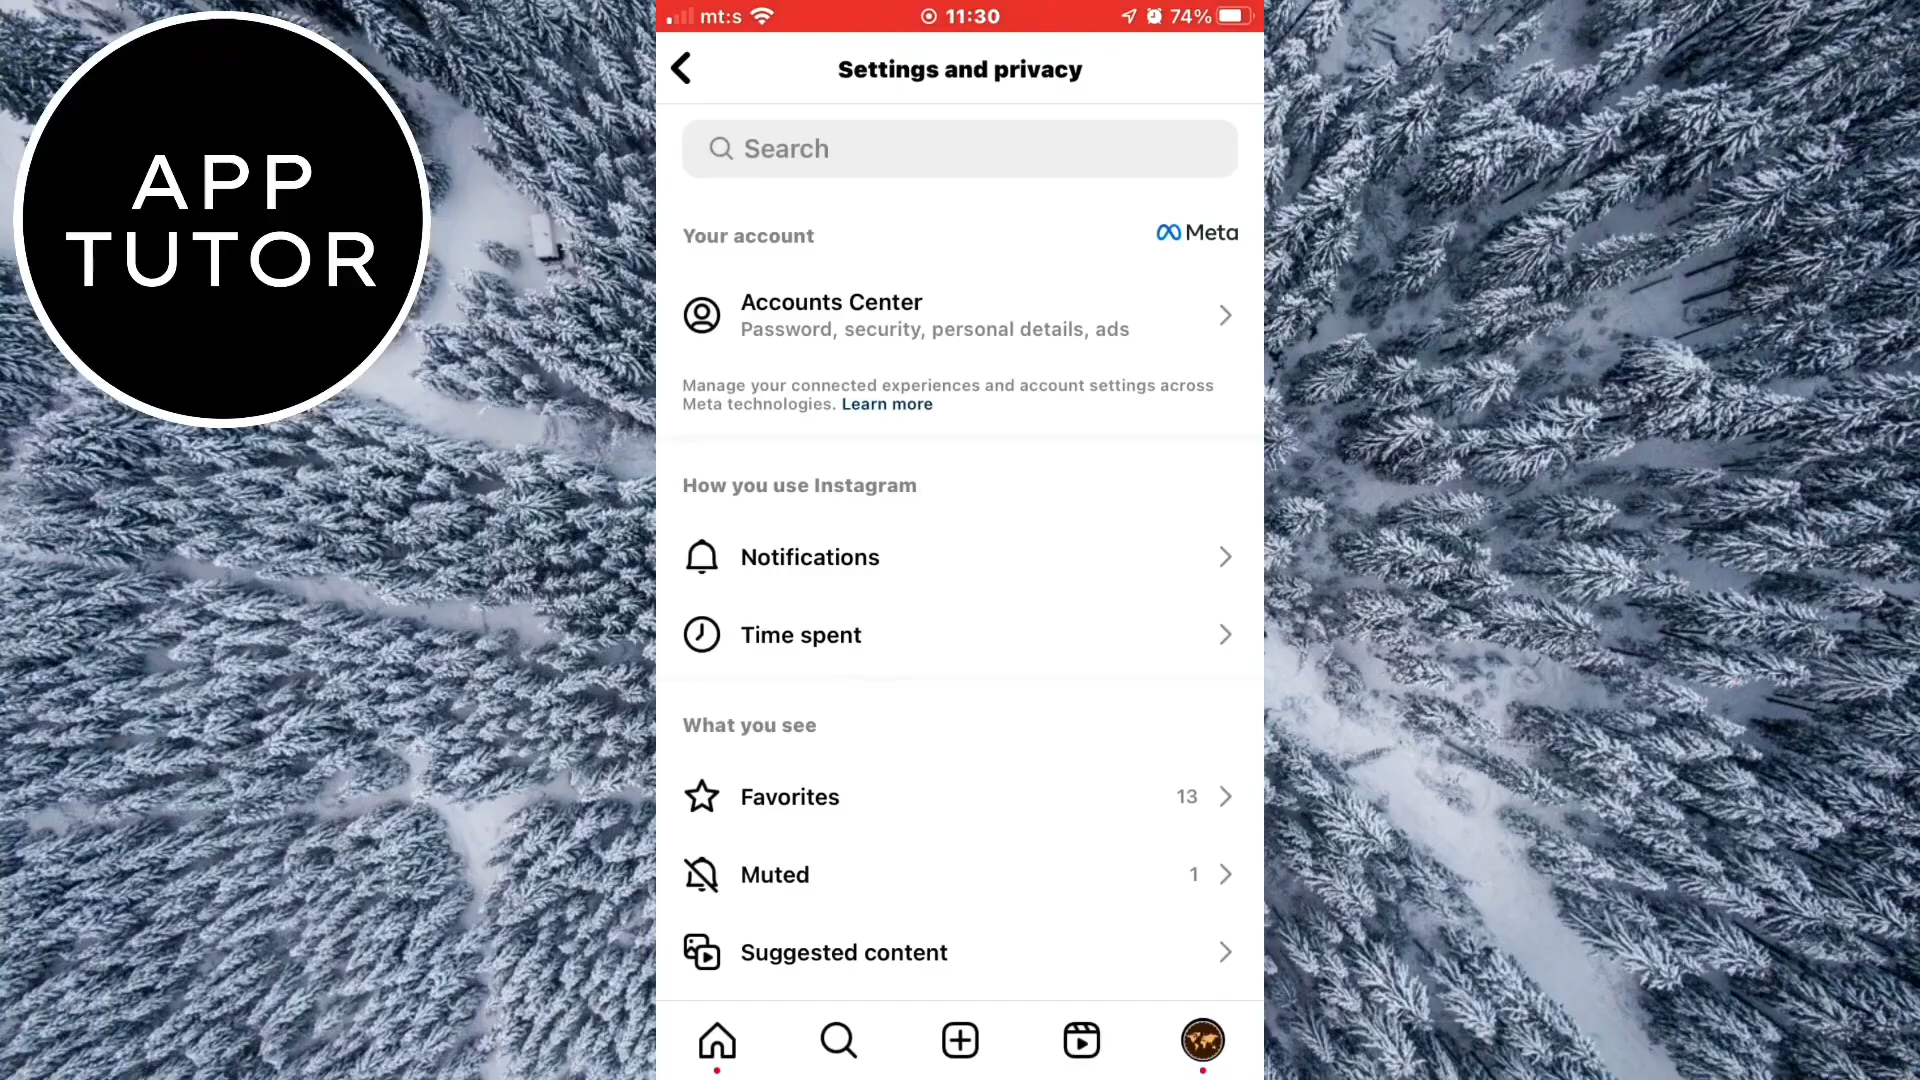 APP
TUTOR
mt:s 11:30 74%
Settings and privacy
Search
Your account
Meta
Accounts Center
Password, security, personal details, ads
Manage your connected experiences and account settings across
Meta technologies. Learn more
How you use Instagram
Notifications
Time spent
What you see
Favorites 13
Muted 1
Suggested content